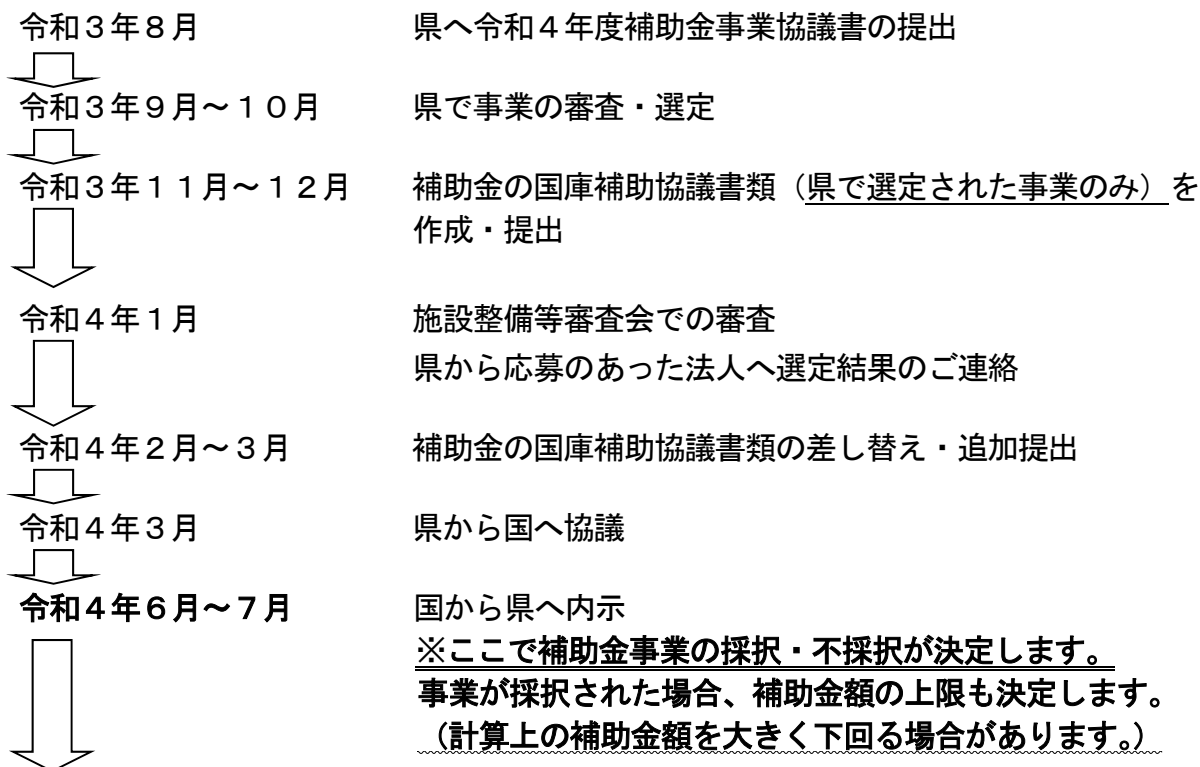 令和３年８月 県へ令和４年度補助金事業協議書の提出
令和３年９月～１０月 県で事業の審査・選定
令和３年１１月～１２月 補助金の国庫補助協議書類（県で選定された事業のみ）を
作成・提出
令和４年１月 施設整備等審査会での審査
県から応募のあった法人へ選定結果のご連絡
令和４年２月～３月 補助金の国庫補助協議書類の差し替え・追加提出
令和４年３月 県から国へ協議
令和４年６月～７月 国から県へ内示
※ここで補助金事業の採択・不採択が決定します。
事業が採択された場合、補助金額の上限も決定します。
（計算上の補助金額を大きく下回る場合があります。）